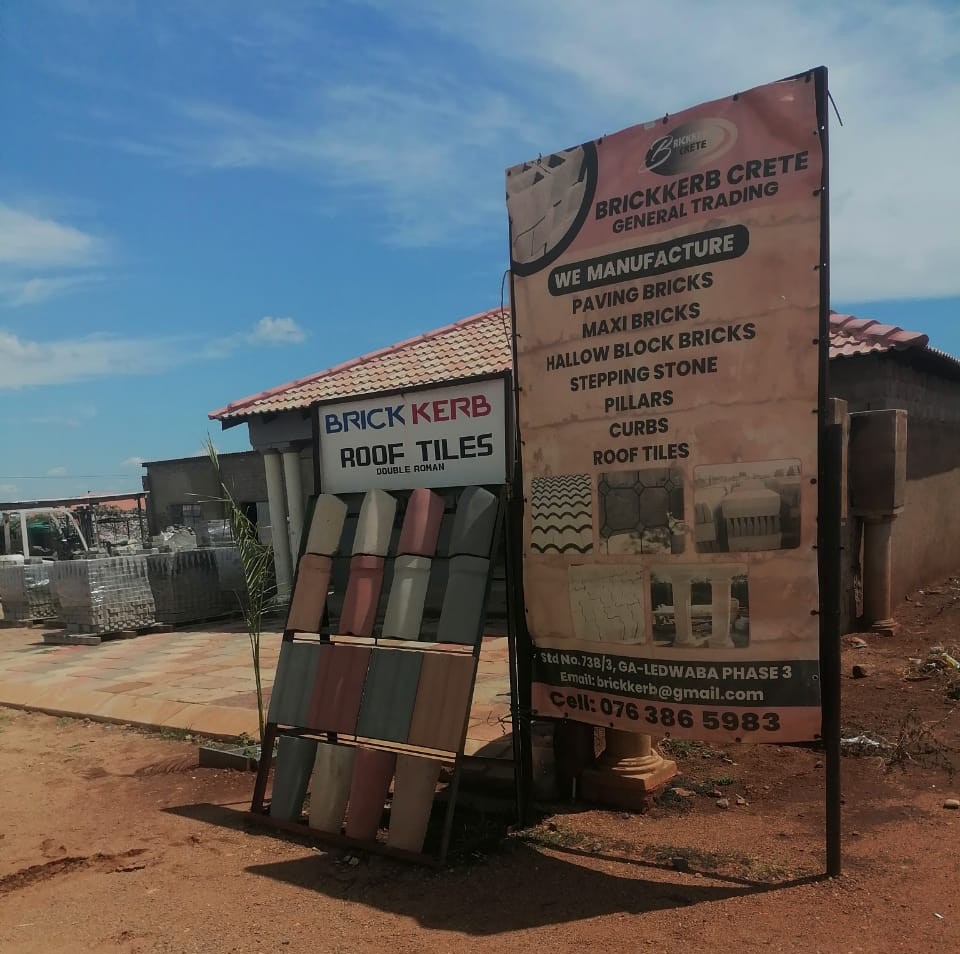 BRICKKERB
CRETE
BRICKKERB CRETE
GENERAL TRADING
WE MANUFACTURE
PAVING BRICKS
MAXI BRICKS
HALLOW BLOCK BRICKS
STEPPING STONE
PILLARS
CURBS
ROOF TILES
Std No.738/3, GA-LEDWABA PHASE 3
Email: brickkerb@gmail.com
Cell: 076 386 5983
BRICK KERB
ROOF TILES
DOUBLE ROMAN